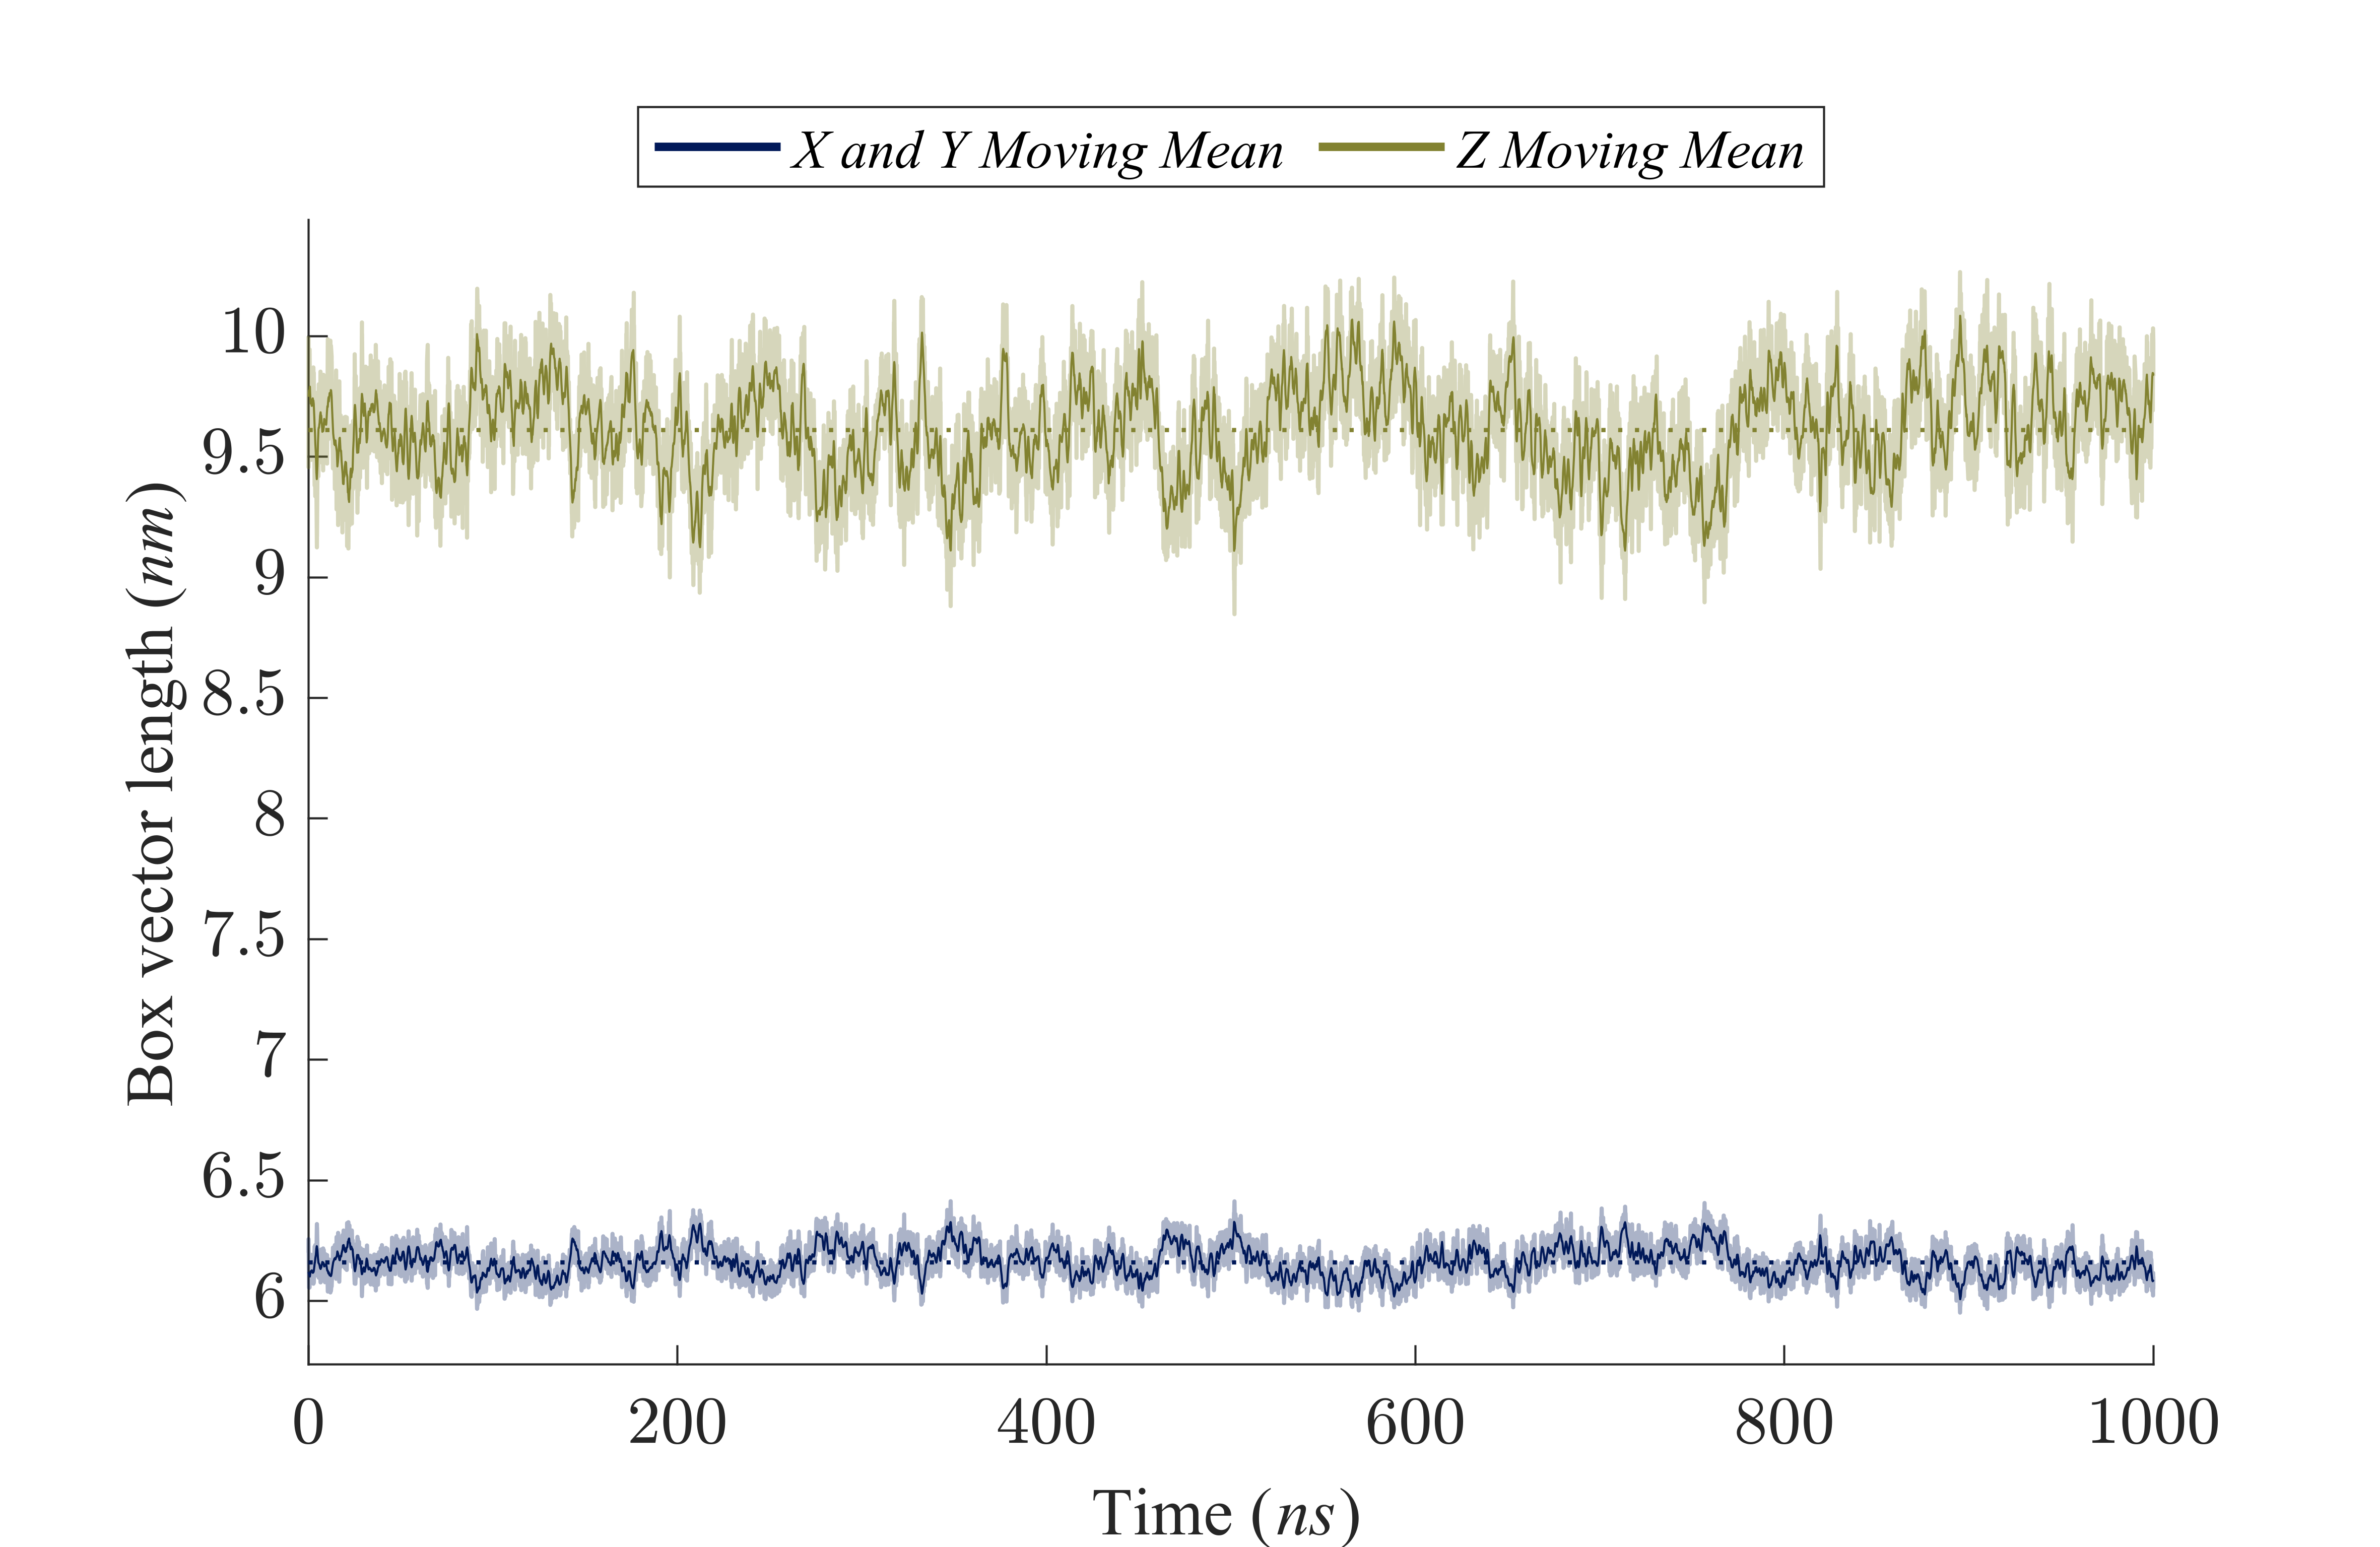 X and Y Moving Mean Z Moving Mean
10
9.5
9
8.5
8
7.5
7
6.5
6
Box vector length (nm)
0 200 400 600 800 1000
Time (ns)